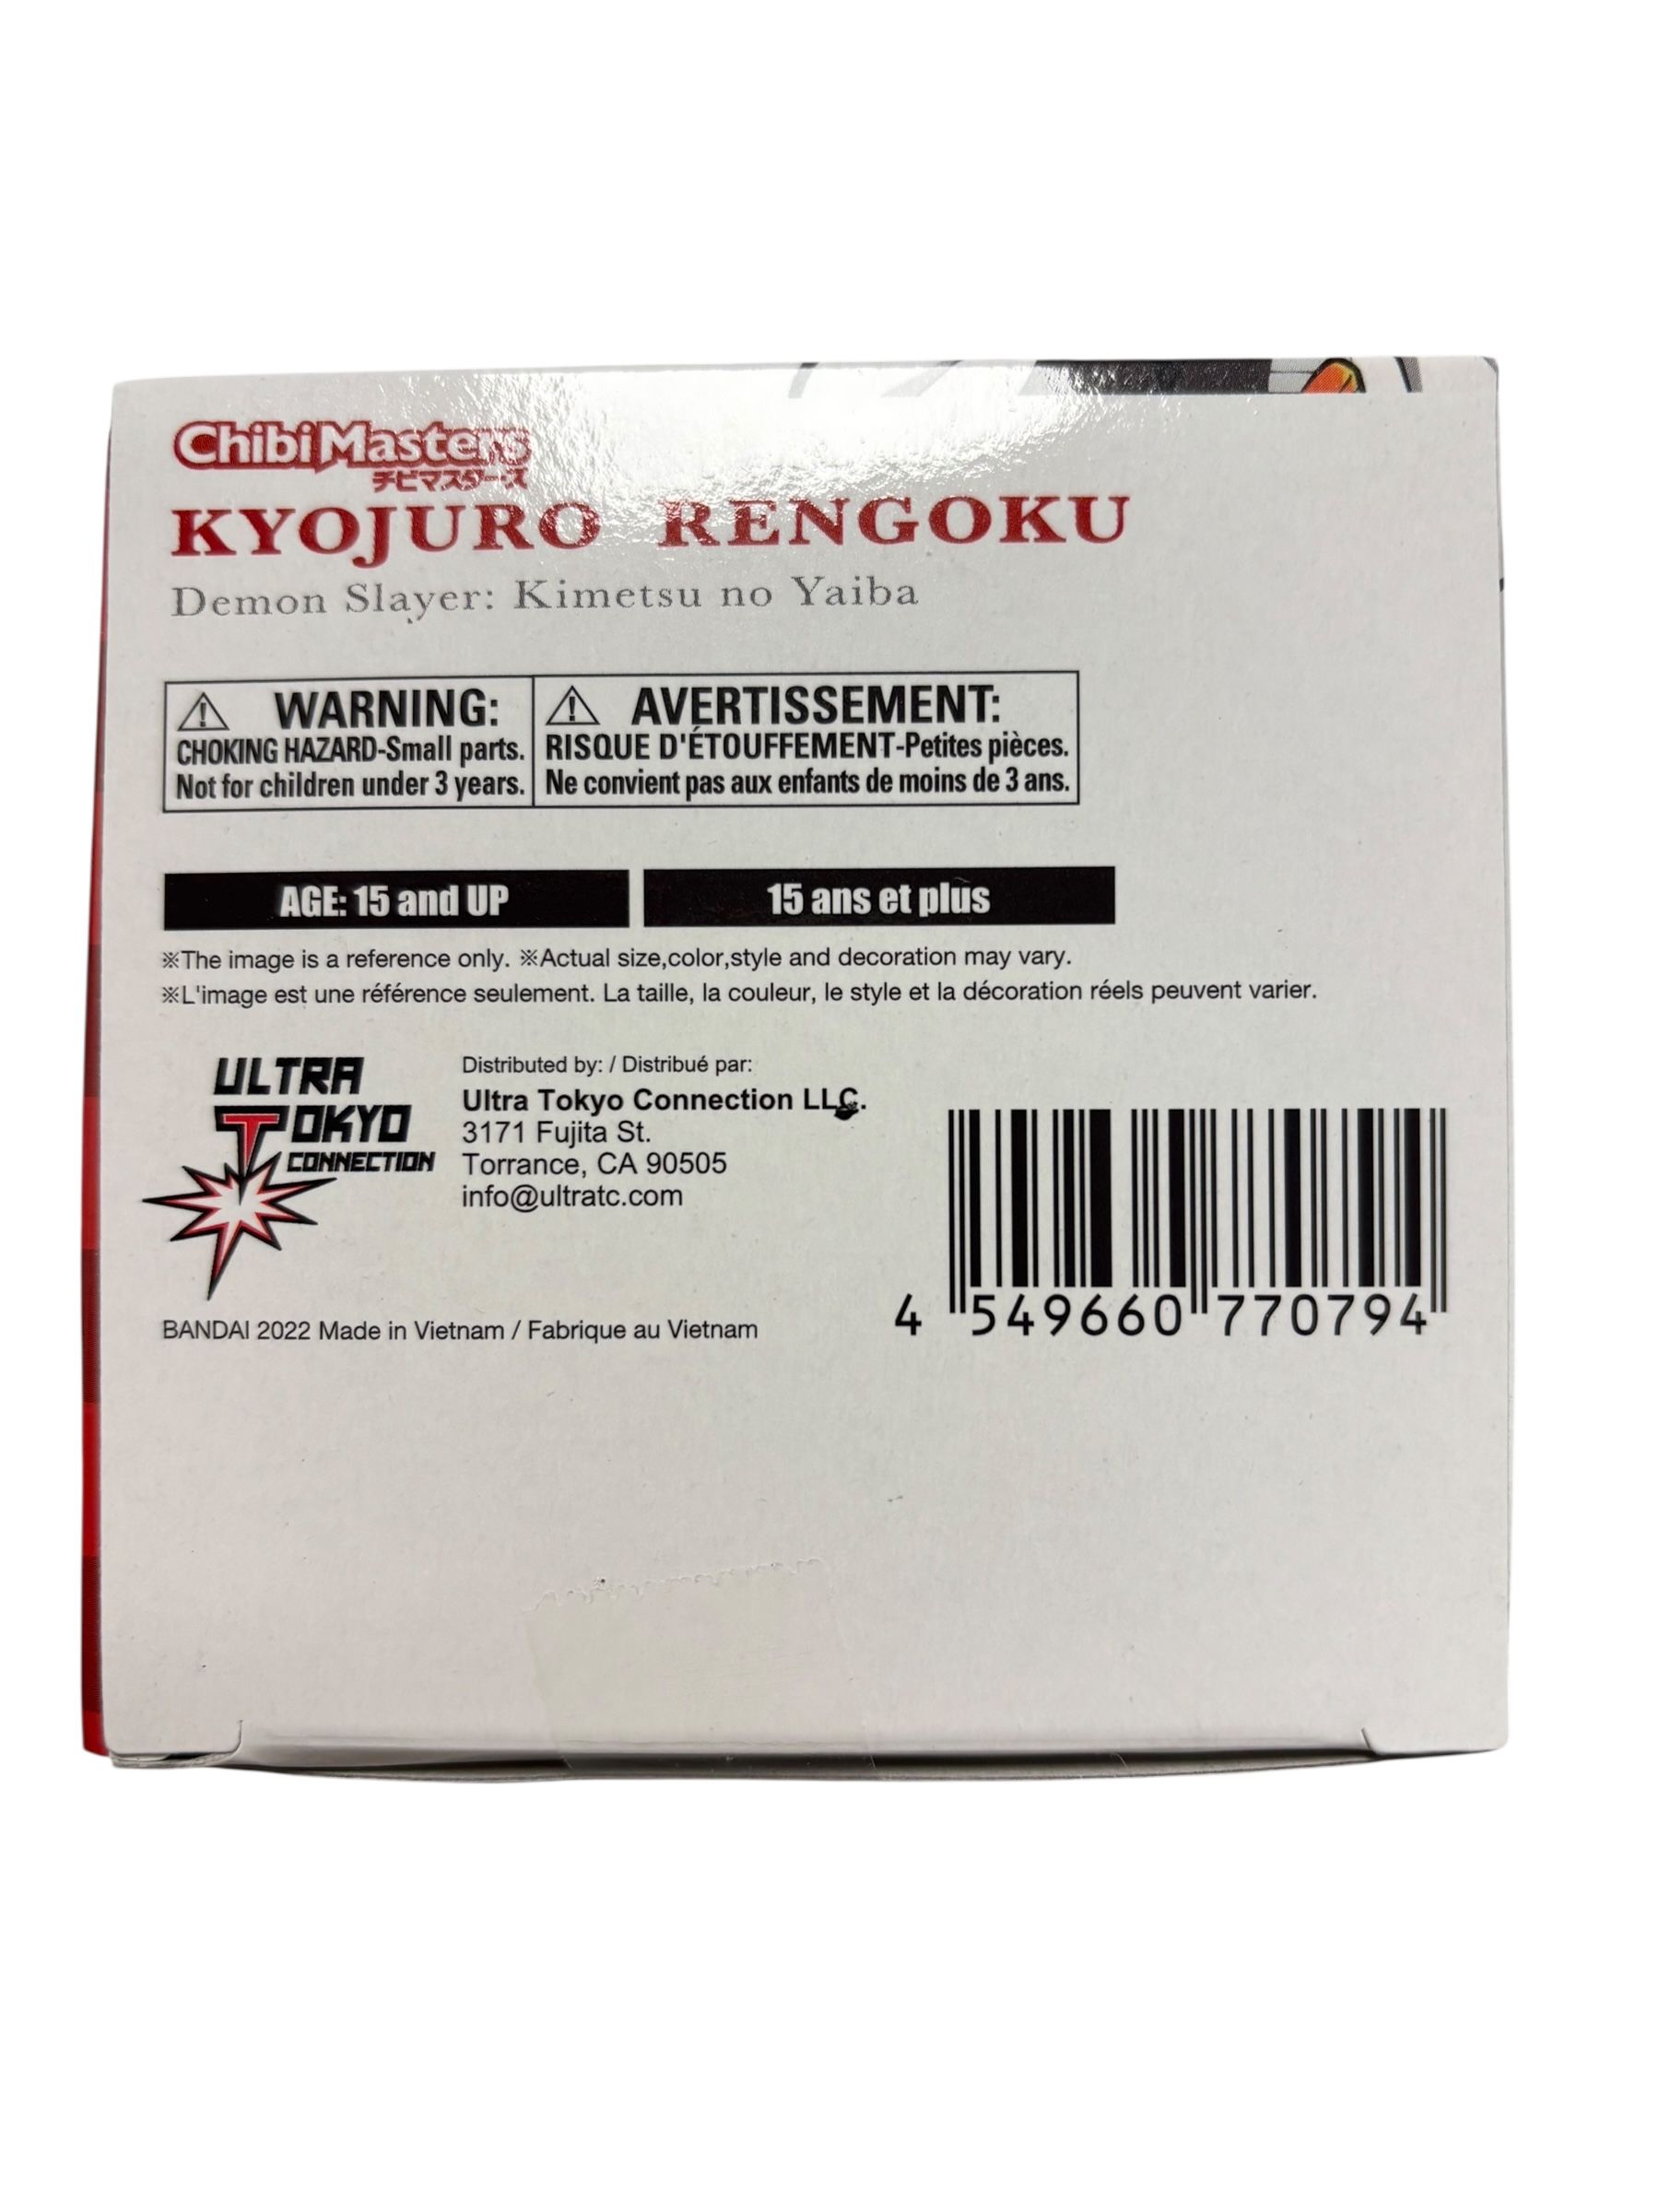 ChibiMasters
チビマスターズ
KYOJURO RENGOKU
Demon Slayer: Kimetsu no Yaiba
WARNING:
CHOKING HAZARD-Small parts.
Not for children under 3 years.
AVERTISSEMENT:
RISQUE D'ÉTOUFFEMENT-Petites pièces.
Ne convient pas aux enfants de moins de 3 ans.
AGE: 15 and UP
15 ans et plus
※The image is a reference only. ※Actual size,color,style and decoration may vary.
※L'image est une référence seulement. La taille, la couleur, le style et la décoration réels peuvent varier.
ULTRA
TOKYO
CONNECTION
Distributed by: / Distribué par:
Ultra Tokyo Connection LLC.
3171 Fujita St.
Torrance, CA 90505
info@ultratc.com
BANDAI 2022 Made in Vietnam / Fabrique au Vietnam
4 549660 770794